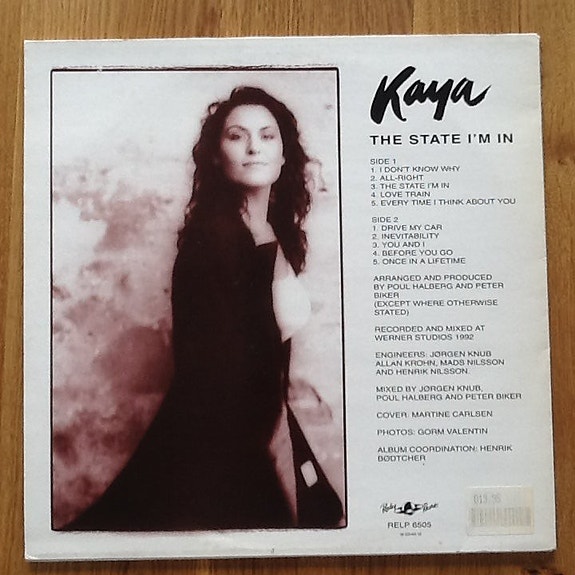 Kaya
THE STATE I'M IN
SIDE 1
1. I DON'T KNOW WHY
2. ALL-RIGHT
3. THE STATE I'M IN
4. LOVE TRAIN
5. EVERY TIME I THINK ABOUT YOU
SIDE 2
1. DRIVE MY CAR
2. INEVITABILITY
3. YOU AND I
4. BEFORE YOU GO
5. ONCE IN A LIFETIME
ARRANGED AND PRODUCED
BY POUL HALBERG AND PETER
BIKER
(EXCEPT WHERE OTHERWISE
STATED)
RECORDED AND MIXED AT
WERNER STUDIOS 1992
ENGINEERS: JØRGEN KNUB
ALLAN KROHN, MADS NILSSON
AND HENRIK NILSSON.
MIXED BY JØRGEN KNUB,
POUL HALBERG AND PETER BIKER
COVER: MARTINE CARLSEN
PHOTOS: GORM VALENTIN
ALBUM COORDINATION: HENRIK
BØDTCHER
RELP 6505